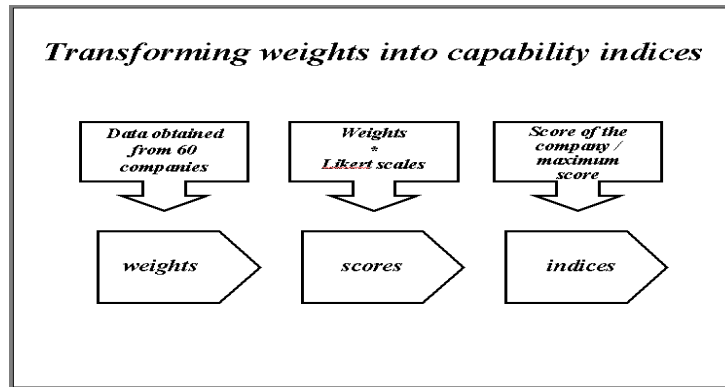 Transforming weights into capability indices
Data obtained
from 60
companies
Weights
*
Likert scales
Score of the
company /
maximum
score
weights
scores
indices